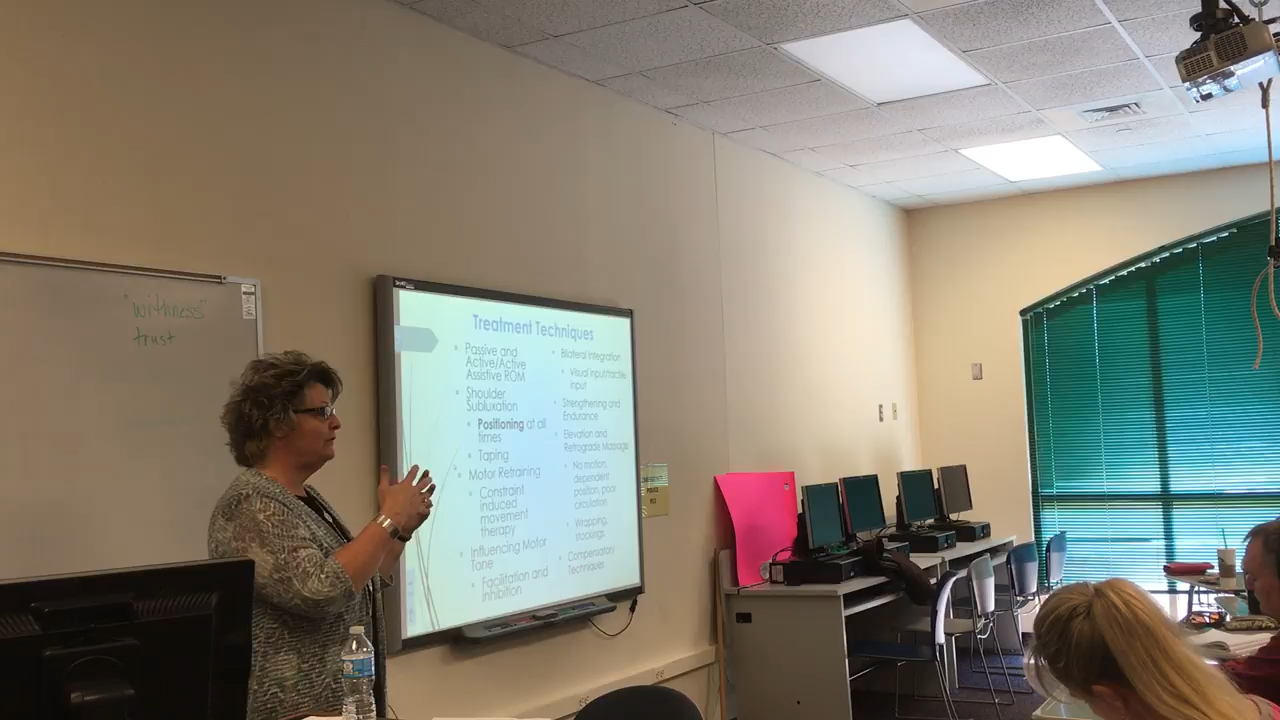 "withness"
trust
Treatment Techniques
Passive and
Active/Active
Assistive ROM
Shoulder
Subluxation
Positioning at all
times
Taping
Motor Retraining
Constraint
induced
movement
therapy
Influencing Motor
Tone
Facilitation and
inhibition
Bilateral Integration
Visual input/tactile
input
Strengthening and
Endurance
Elevation and
Retrograde Massage
No motion,
dependent
position, poor
circulation
Wrapping,
stockings,
Compensatory
Techniques